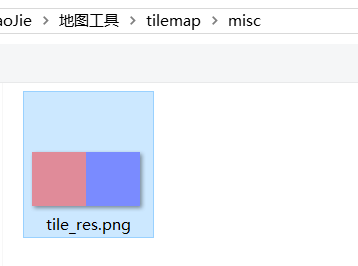 aoJie > 地图工具 > tilemap > misc
tile_res.png